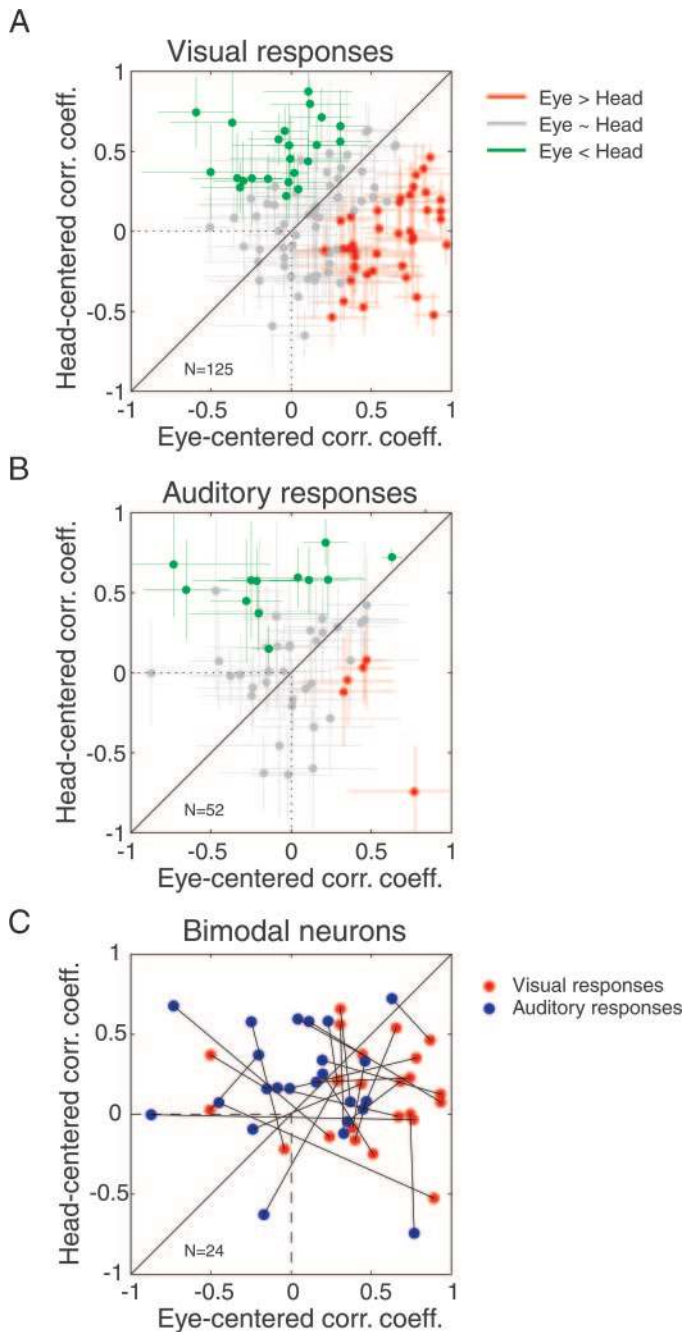 A
Visual responses
Head-centered corr. coeff.
1
0.5
0
-0.5
-1
-1 -0.5 0 0.5 1
N=125
Eye-centered corr. coeff.
Eye > Head
Eye ~ Head
Eye < Head
B
Auditory responses
Head-centered corr. coeff.
1
0.5
0
-0.5
-1
-1 -0.5 0 0.5 1
N=52
Eye-centered corr. coeff.
C
Bimodal neurons
Head-centered corr. coeff.
1
0.5
0
-0.5
-1
-1 -0.5 0 0.5 1
N=24
Eye-centered corr. coeff.
Visual responses
Auditory responses